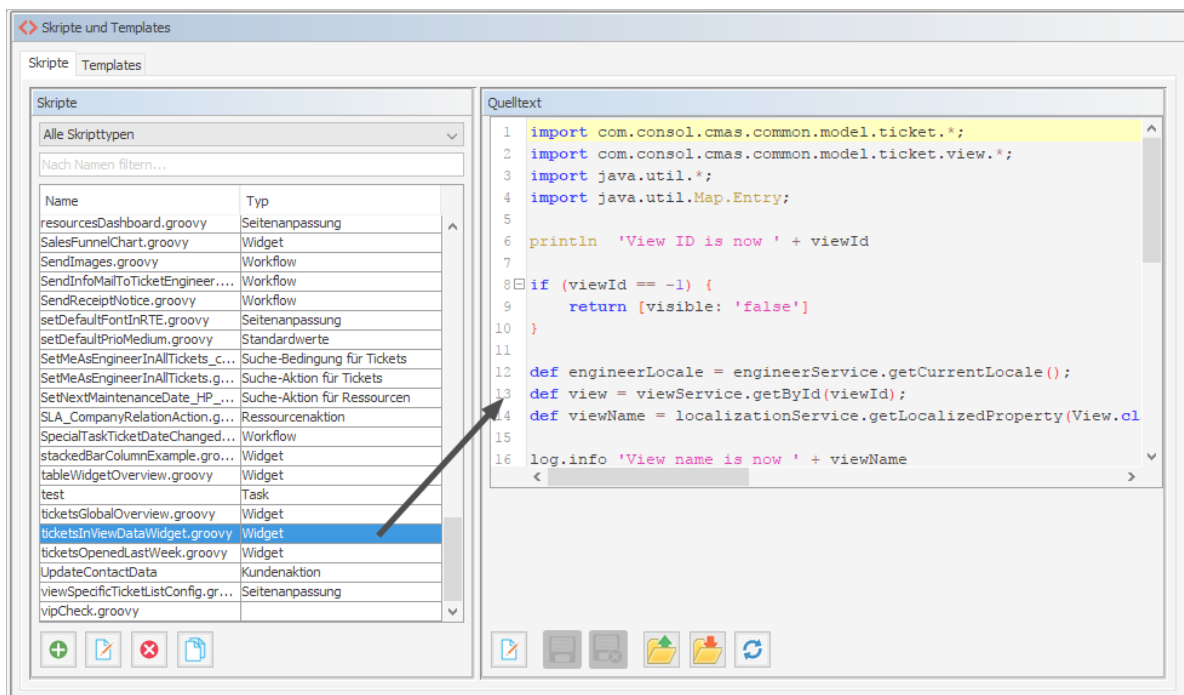 Skripte und Templates
Skripte Templates
Skripte
Alle Skripttypen
Nach Namen filtern...
Name Typ
resourcesDashboard.groovy Seitenanpassung
SalesFunnelChart.groovy Widget
SendImages.groovy Workflow
SendInfoMailToTicketEngineer.... Workflow
SendReceiptNotice.groovy Workflow
setDefaultFontInRTE.groovy Seitenanpassung
setDefaultPrioMedium.groovy Standardwerte
SetMeAsEngineerInAllTickets_c... Suche-Bedingung für Tickets
SetMeAsEngineerInAllTickets.g... Suche-Aktion für Tickets
SetNextMaintenanceDate_HP_... Suche-Aktion für Ressourcen
SLA_CompanyRelationAction.g... Ressourcenaktion
SpecialTaskTicketDateChanged... Workflow
stackedBarColumnExample.gro... Widget
tableWidgetOverview.groovy Widget
test Task
ticketsGlobalOverview.groovy Widget
ticketsInViewDataWidget.groovy Widget
ticketsOpenedLastWeek.groovy Widget
UpdateContactData Kundenaktion
viewSpecificTicketListConfig.gr... Seitenanpassung
vipCheck.groovy
Quelltext
1 import com.consol.cmas.common.model.ticket.*;
2 import com.consol.cmas.common.model.ticket.view.*;
3 import java.util.*;
4 import java.util.Map.Entry;
5
6 println 'View ID is now ' + viewId
7
8 if (viewId == -1) {
9 return [visible: 'false']
10 }
11
12 def engineerLocale = engineerService.getCurrentLocale();
13 def view = viewService.getById(viewId);
14 def viewName = localizationService.getLocalizedProperty(View.cl
15
16 log.info 'View name is now ' + viewName